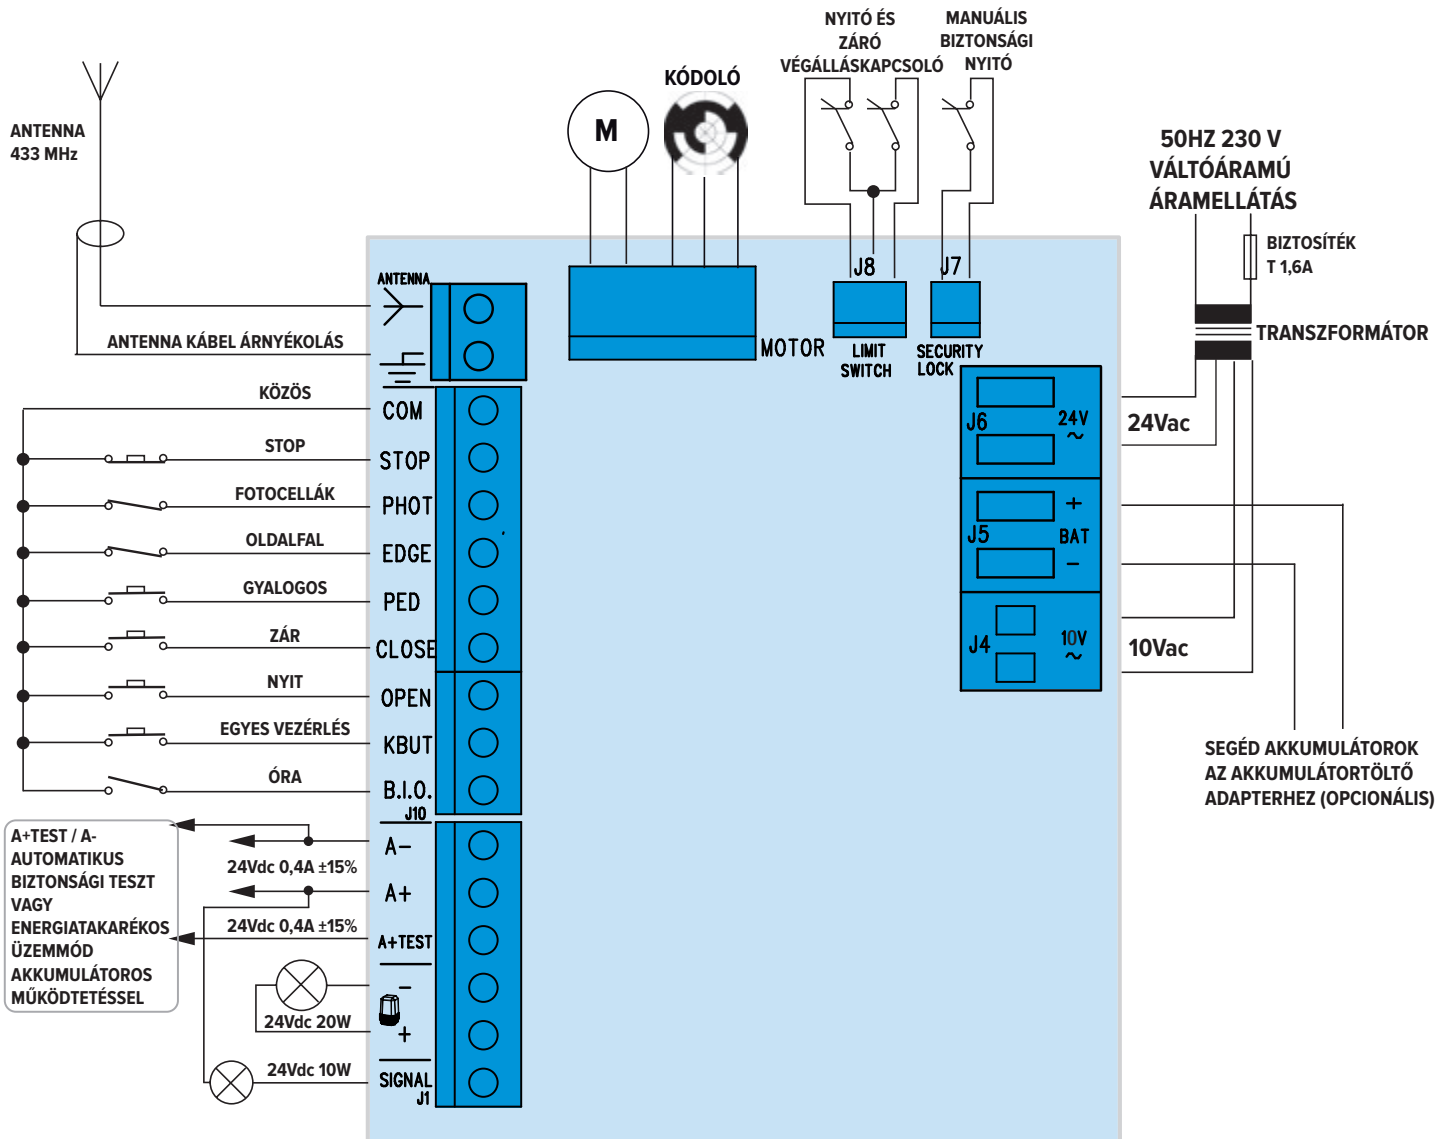 NYITÓ ÉS
ZÁRÓ
VÉGÁLLÁSKAPCSOLÓ
MANUÁLIS
BIZTONSÁGI
NYITÓ
KÓDOLÓ
M
ANTENNA
433 MHz
50HZ 230 V
VÁLTÓÁRAMÚ
ÁRAMELLÁTÁS
BIZTOSÍTÉK
T 1,6A
TRANSZFORMÁTOR
ANTENNA
ANTENNA KÁBEL ÁRNYÉKOLÁS
MOTOR
J8
LIMIT
SWITCH
J7
SECURITY
LOCK
KÖZÖS
COM
STOP
STOP
FOTOCELLÁK
PHOT
OLDALFAL
EDGE
GYALOGOS
PED
ZÁR
CLOSE
NYIT
OPEN
EGYES VEZÉRLÉS
KBUT
ÓRA
B.I.O.
J10
J6
24V
~
24Vac
J5
+
BAT
−
J4
10V
~
10Vac
SEGÉD AKKUMULÁTOROK
AZ AKKUMULÁTORTÖLTŐ
ADAPTERHEZ (OPCIONÁLIS)
A+TEST / A-
AUTOMATIKUS
BIZTONSÁGI TESZT
VAGY
ENERGIATAKARÉKOS
ÜZEMMÓD
AKKUMULÁTOROS
MŰKÖDTETÉSSEL
A−
24Vdc 0,4A ±15%
A+
24Vdc 0,4A ±15%
A+TEST
−
24Vdc 20W
+
24Vdc 10W
SIGNAL
J1